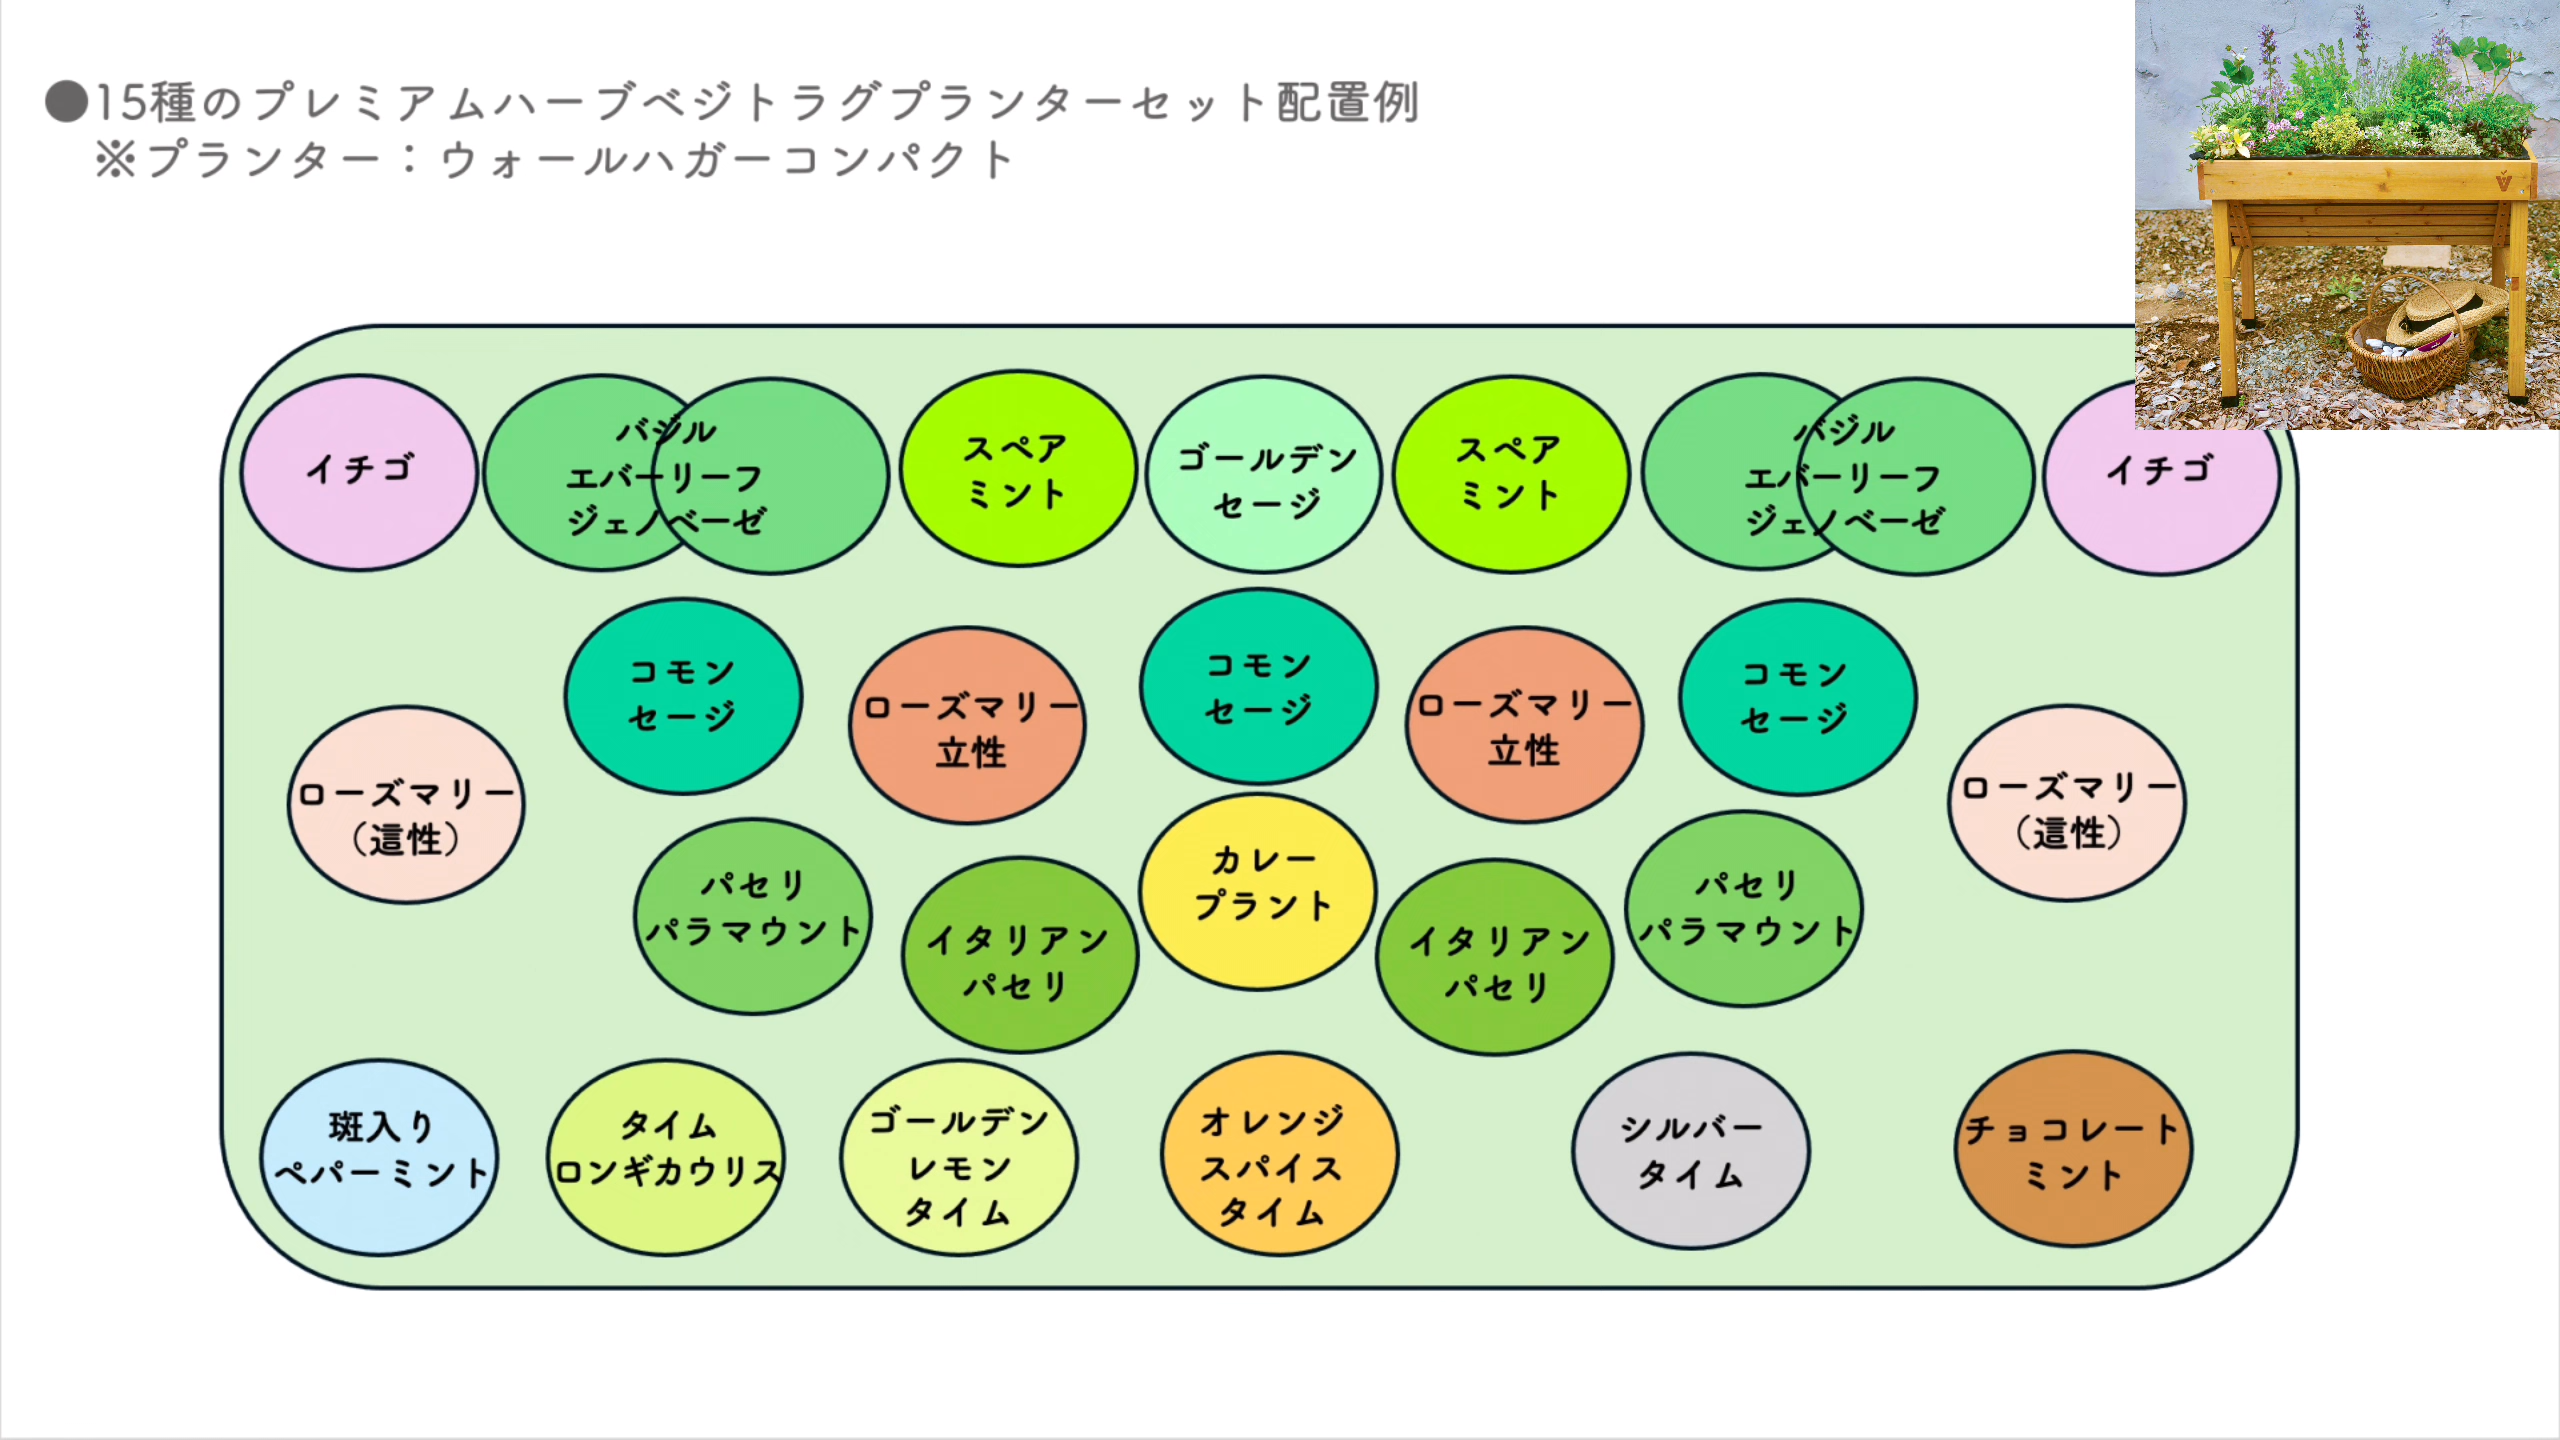 ●15種のプレミアムハーブベジトラグプランターセット配置例
※プランター：ウォールハガーコンパクト
イチゴ
バジル
エバーリーフ
ジェノベーゼ
スペア
ミント
ゴールデン
セージ
スペア
ミント
バジル
エバーリーフ
ジェノベーゼ
イチゴ
コモン
セージ
ローズマリー
立性
コモン
セージ
ローズマリー
立性
コモン
セージ
ローズマリー
（這性）
ローズマリー
（這性）
パセリ
パラマウント
イタリアン
パセリ
カレー
プラント
イタリアン
パセリ
パセリ
パラマウント
斑入り
ペパーミント
タイム
ロンギカウリス
ゴールデン
レモン
タイム
オレンジ
スパイス
タイム
シルバー
タイム
チョコレート
ミント